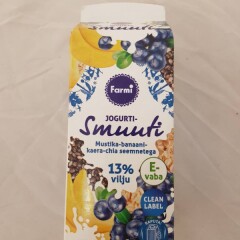 Farmi
JOGURTI-
Smuuti
Mustika-banaani-
kaera-chia seemnetega
13%
vilju
E-
vaba
CLEAN
LABEL